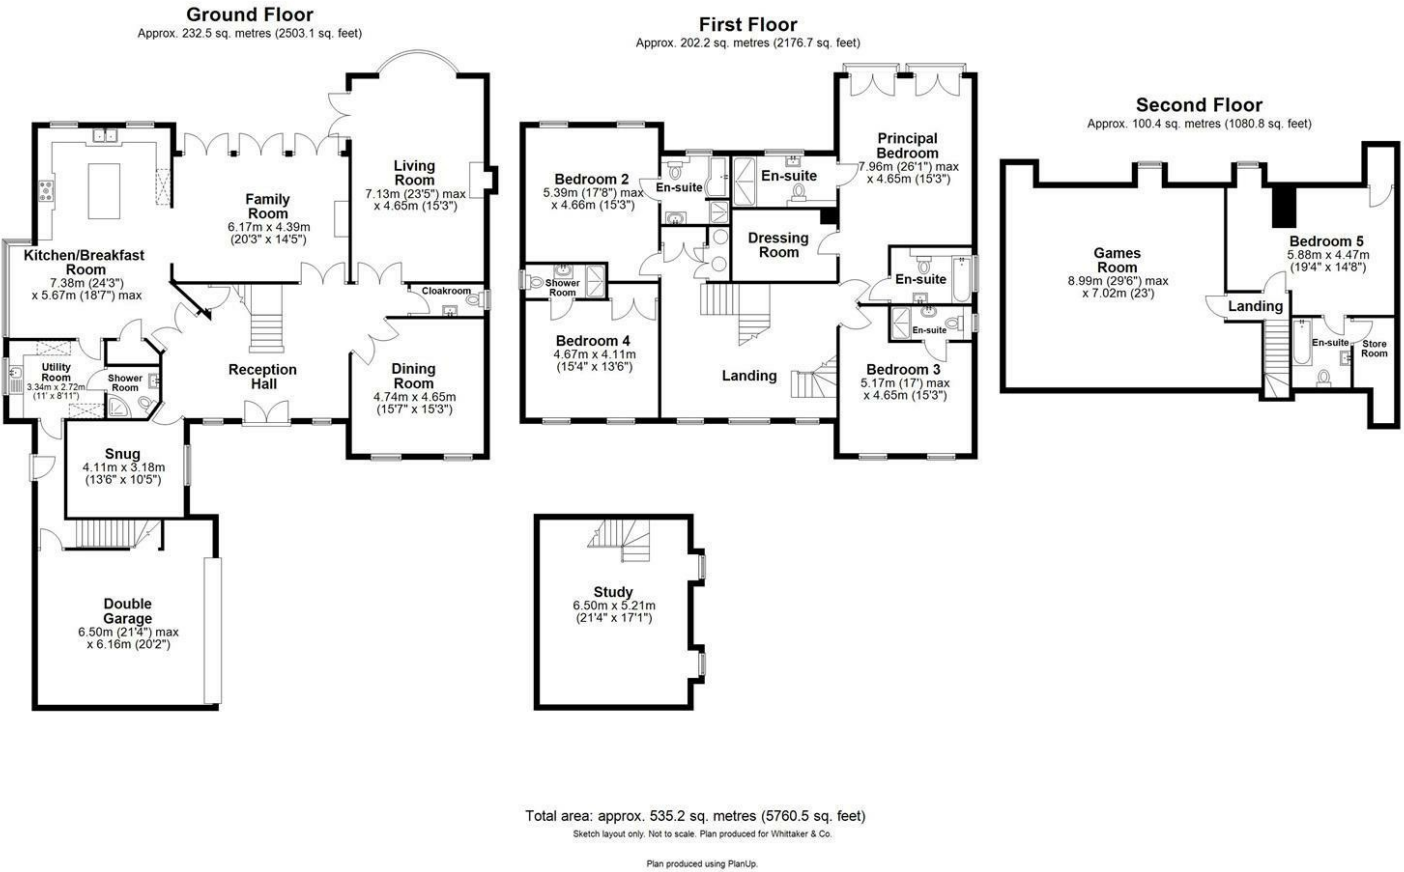 Ground Floor
Approx. 232.5 sq. metres (2503.1 sq. feet)
Living
Room
7.13m (23'5") max
x 4.65m (15'3")
Family
Room
6.17m x 4.39m
(20'3" x 14'5")
Kitchen/Breakfast
Room
7.38m (24'3")
x 5.67m (18'7") max
Cloakroom
Utility
Room
3.34m x 2.72m
(11' x 8'11")
Shower
Room
Reception
Hall
Dining
Room
4.74m x 4.65m
(15'7" x 15'3")
Snug
4.11m x 3.18m
(13'6" x 10'5")
Double
Garage
6.50m (21'4") max
x 6.16m (20'2")
First Floor
Approx. 202.2 sq. metres (2176.7 sq. feet)
Principal
Bedroom
7.96m (26'1") max
x 4.65m (15'3")
Bedroom 2
5.39m (17'8") max
x 4.66m (15'3")
En-suite
En-suite
Dressing
Room
En-suite
Shower
Room
En-suite
Bedroom 4
4.67m x 4.11m
(15'4" x 13'6")
Landing
Bedroom 3
5.17m (17') max
x 4.65m (15'3")
Study
6.50m x 5.21m
(21'4" x 17'1")
Second Floor
Approx. 100.4 sq. metres (1080.8 sq. feet)
Games
Room
8.99m (29'6") max
x 7.02m (23')
Bedroom 5
5.88m x 4.47m
(19'4" x 14'8")
Landing
En-suite
Store
Room
Total area: approx. 535.2 sq. metres (5760.5 sq. feet)
Sketch layout only. Not to scale. Plan produced for Whittaker & Co.
Plan produced using PlanUp.